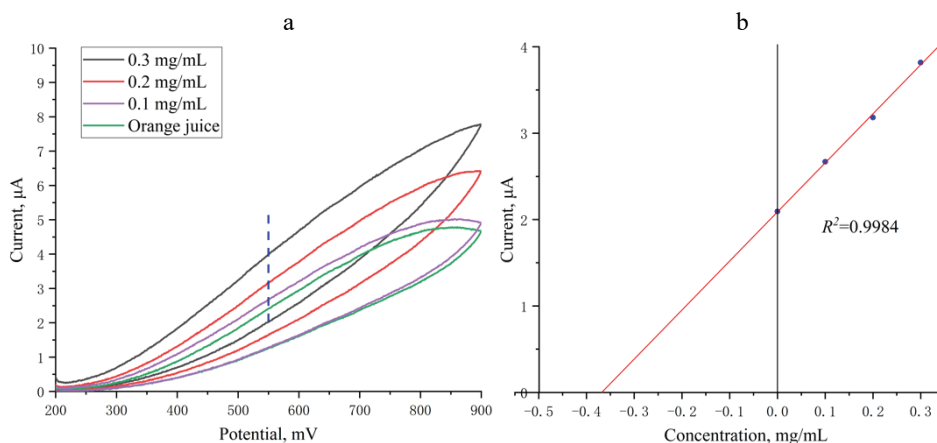 a
0.3 mg/mL
0.2 mg/mL
0.1 mg/mL
Orange juice
10
9
8
7
6
5
4
3
2
1
0
200 300 400 500 600 700 800 900
Current, μA
Potential, mV
b
4
3
2
1
0
-0.5 -0.4 -0.3 -0.2 -0.1 0.0 0.1 0.2 0.3
R²=0.9984
Current, μA
Concentration, mg/mL